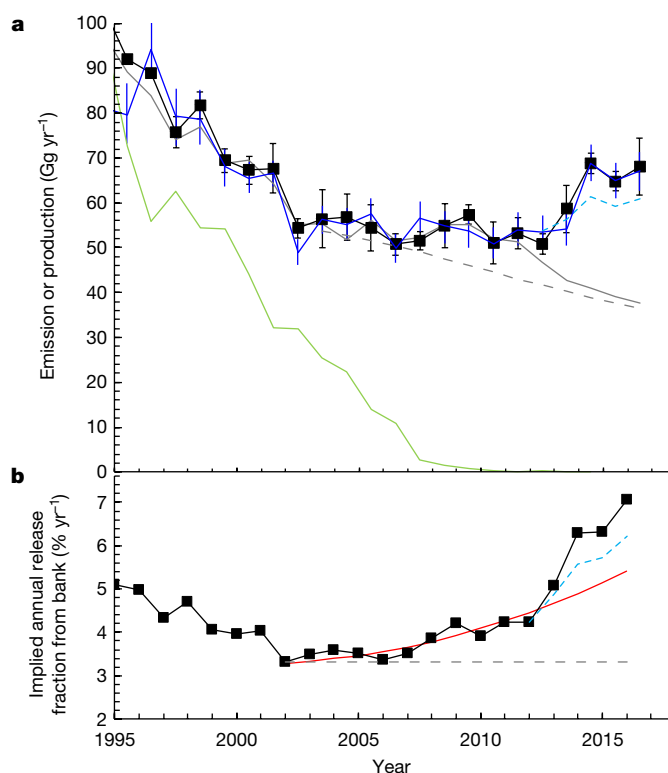 a
100
90
80
70
60
50
40
30
20
10
0
Emission or production (Gg yr⁻¹)
b
7
6
5
4
3
2
Implied annual release
fraction from bank (% yr⁻¹)
1995 2000 2005 2010 2015
Year